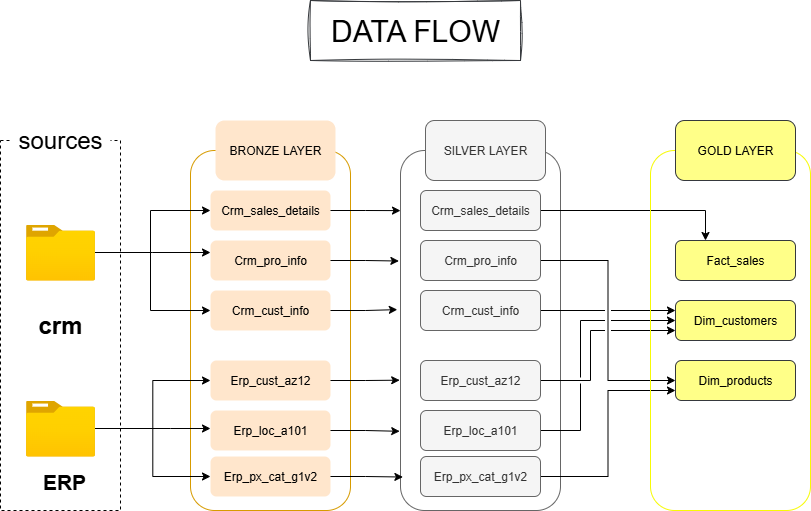 DATA FLOW
sources
BRONZE LAYER
SILVER LAYER
GOLD LAYER
crm
ERP
Crm_sales_details
Crm_pro_info
Crm_cust_info
Erp_cust_az12
Erp_loc_a101
Erp_px_cat_g1v2
Crm_sales_details
Crm_pro_info
Crm_cust_info
Erp_cust_az12
Erp_loc_a101
Erp_px_cat_g1v2
Fact_sales
Dim_customers
Dim_products